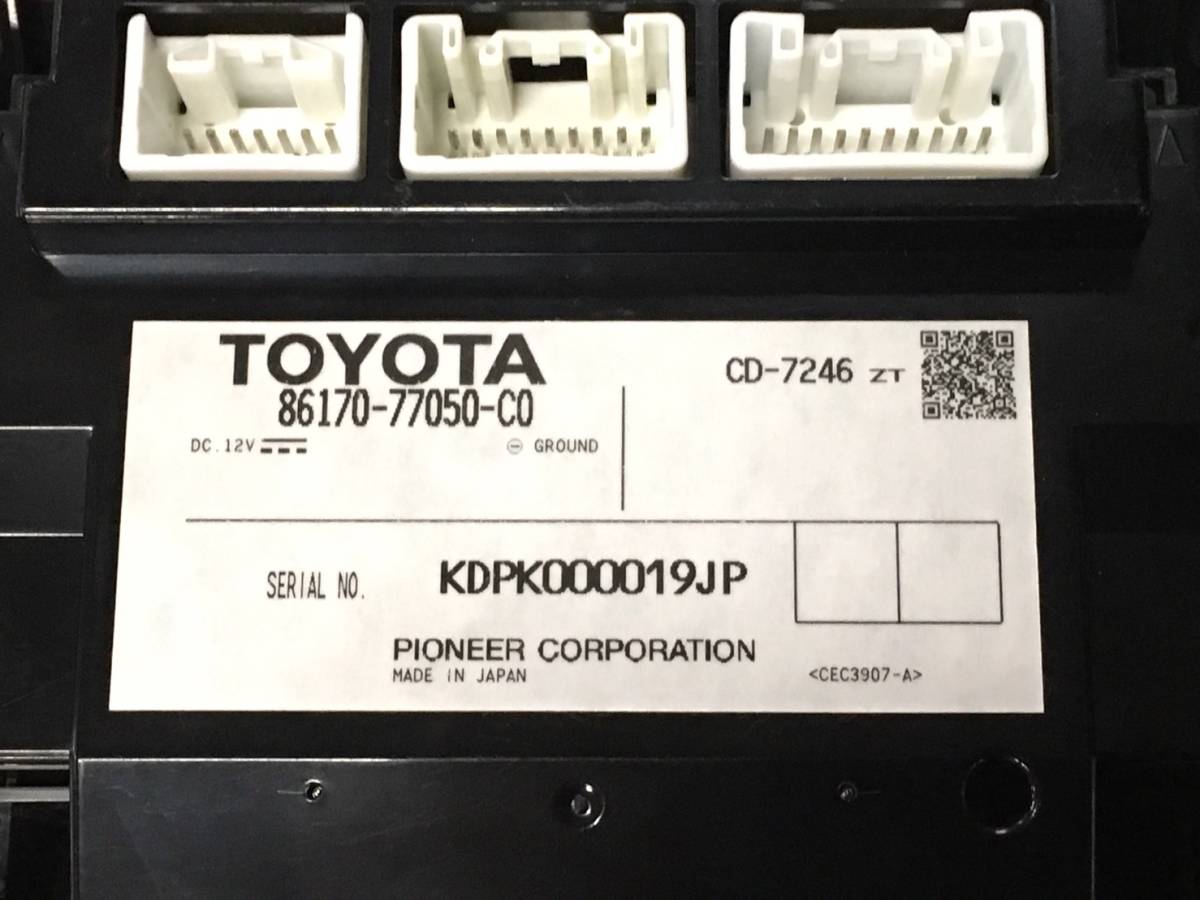 TOYOTA
86170-77050-C0
DC.12V
⊖ GROUND
CD-7246 ZT
SERIAL NO. KDPK000019JP
PIONEER CORPORATION
MADE IN JAPAN
<CEC3907-A>